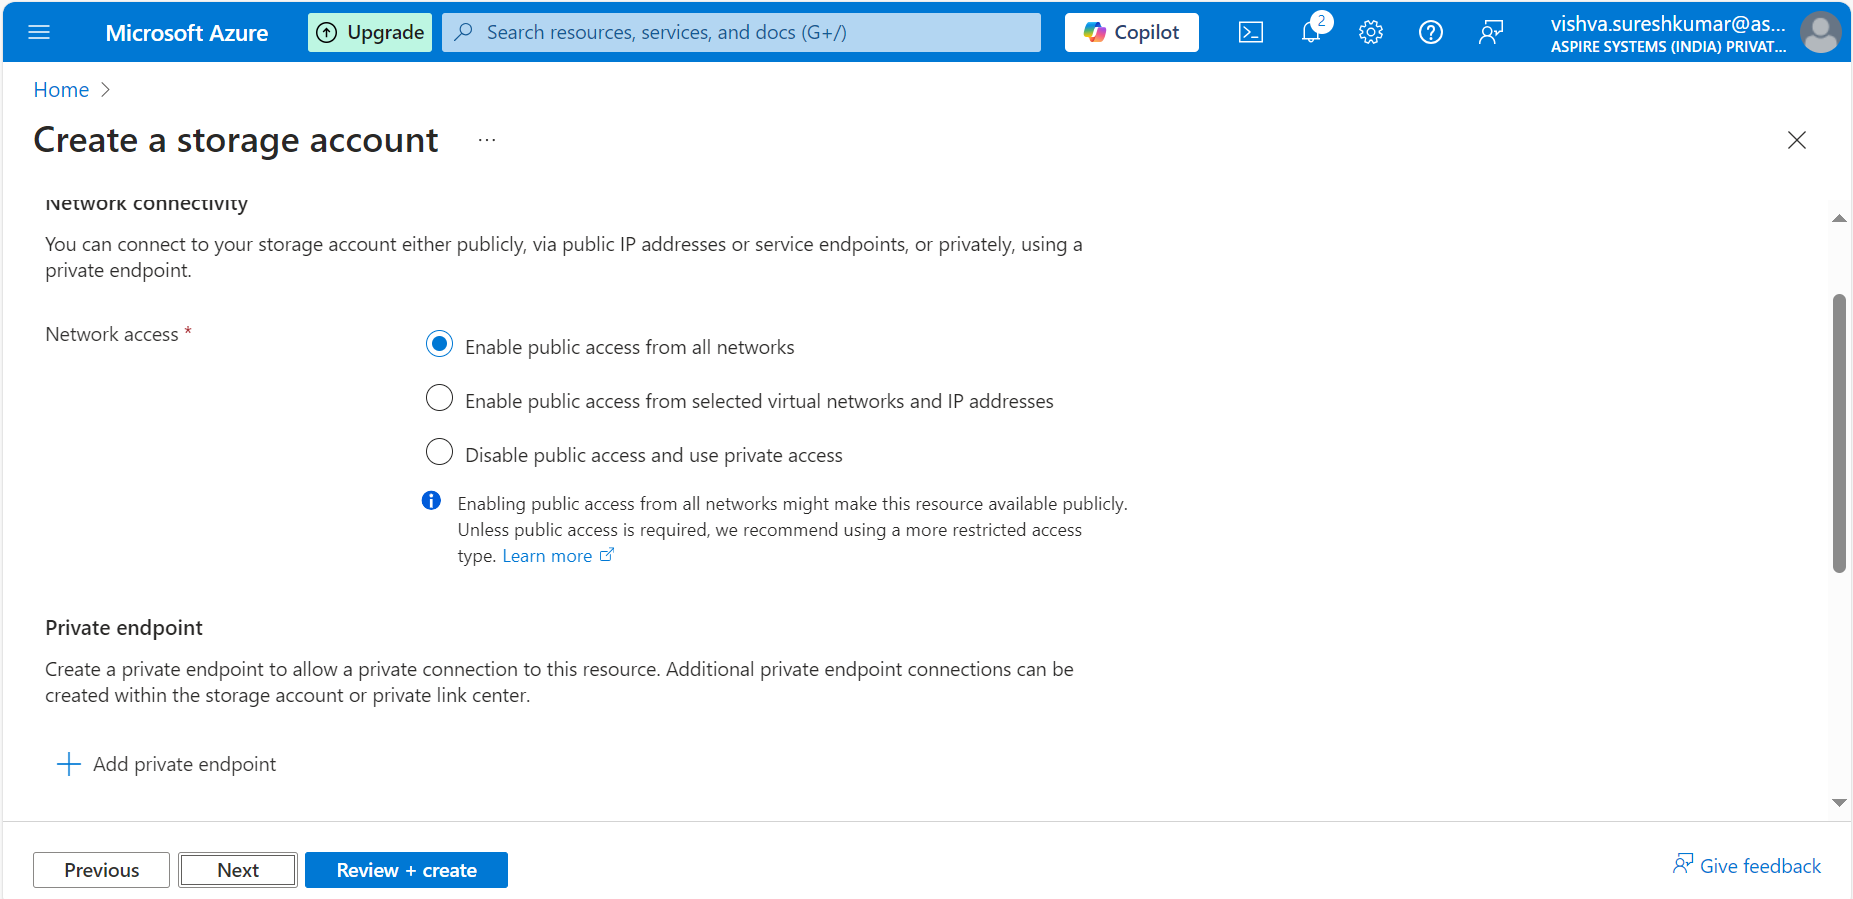 Microsoft Azure
Upgrade
Search resources, services, and docs (G+/)
Copilot
2
vishva.sureshkumar@as...
ASPIRE SYSTEMS (INDIA) PRIVAT...
Home
Create a storage account
...
Network connectivity
You can connect to your storage account either publicly, via public IP addresses or service endpoints, or privately, using a
private endpoint.
Network access *
Enable public access from all networks
Enable public access from selected virtual networks and IP addresses
Disable public access and use private access
Enabling public access from all networks might make this resource available publicly.
Unless public access is required, we recommend using a more restricted access
type. Learn more
Private endpoint
Create a private endpoint to allow a private connection to this resource. Additional private endpoint connections can be
created within the storage account or private link center.
Add private endpoint
Previous
Next
Review + create
Give feedback